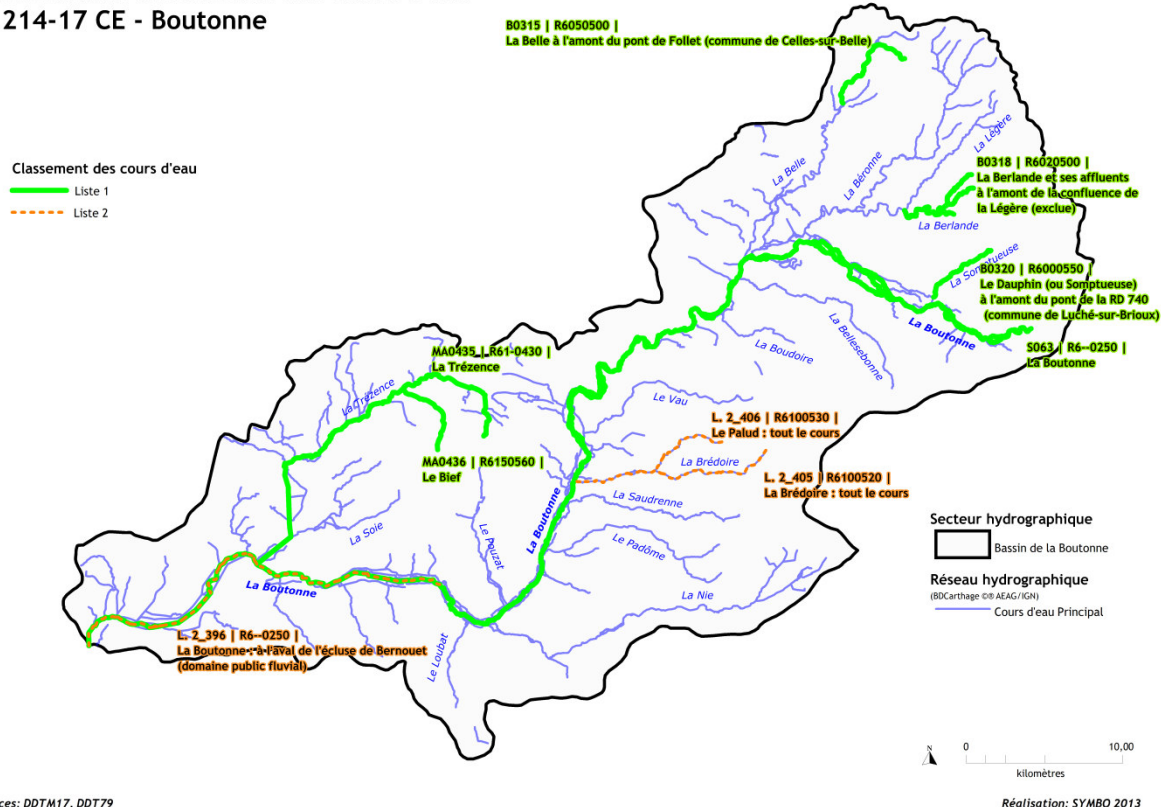 214-17 CE - Boutonne
B0315 | R6050500 |
La Belle à l'amont du pont de Follet (commune de Celles-sur-Belle)
Classement des cours d'eau
Liste 1
Liste 2
La Légère
La Belle
La Béronne
B0318 | R6020500 |
La Berlande et ses affluents
à l'amont de la confluence de
la Légère (exclue)
La Berlande
La Somptueuse
B0320 | R6000550 |
Le Dauphin (ou Somptueuse)
à l'amont du pont de la RD 740
(commune de Luché-sur-Brioux)
La Boutonne
S063 | R6--0250 |
La Boutonne
La Bellesebonne
La Boudoire
MA0435 | R61-0430 |
La Trézence
La Trézence
Le Vau
L. 2_406 | R6100530 |
Le Palud : tout le cours
MA0436 | R6150560 |
Le Bief
La Brédoire
L. 2_405 | R6100520 |
La Brédoire : tout le cours
La Saudrenne
La Boutonne
La Soie
Le Pouzat
Le Padôme
La Nie
La Boutonne
L. 2_396 | R6--0250 |
La Boutonne : à l'aval de l'écluse de Bernouet
(domaine public fluvial)
Le Loubat
Secteur hydrographique
Bassin de la Boutonne
Réseau hydrographique
(BDCarthage ©® AEAG/IGN)
Cours d'eau Principal
N
0 10,00
kilomètres
ces: DDTM17, DDT79
Réalisation: SYMBO 2013